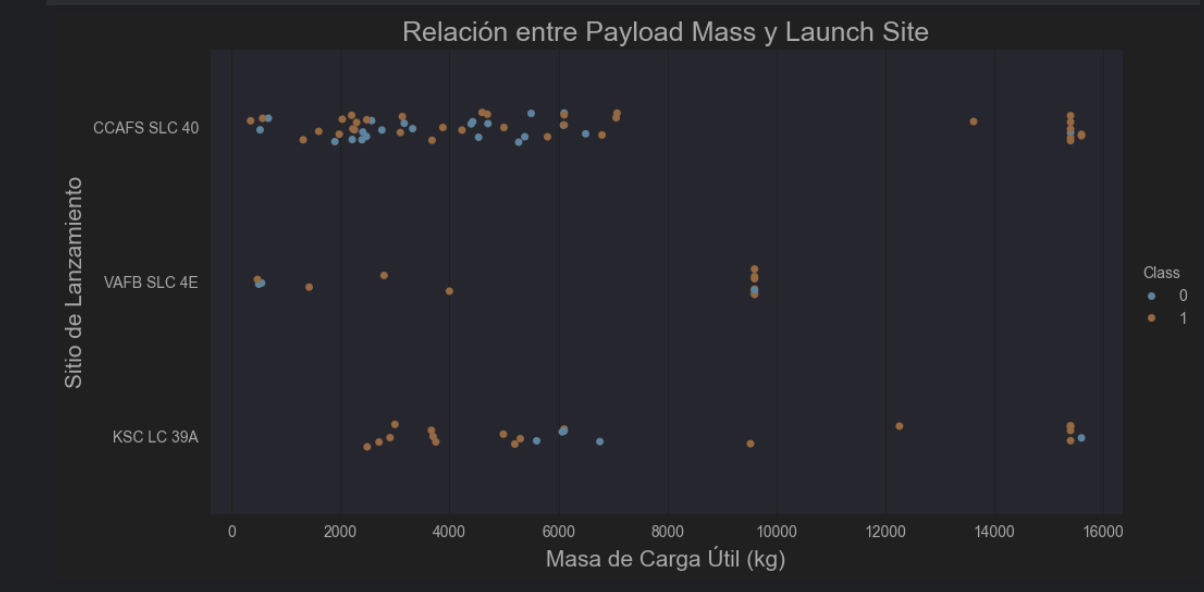 Relación entre Payload Mass y Launch Site
Sitio de Lanzamiento
CCAFS SLC 40
VAFB SLC 4E
KSC LC 39A
0
2000
4000
6000
8000
10000
12000
14000
16000
Masa de Carga Útil (kg)
Class
0
1